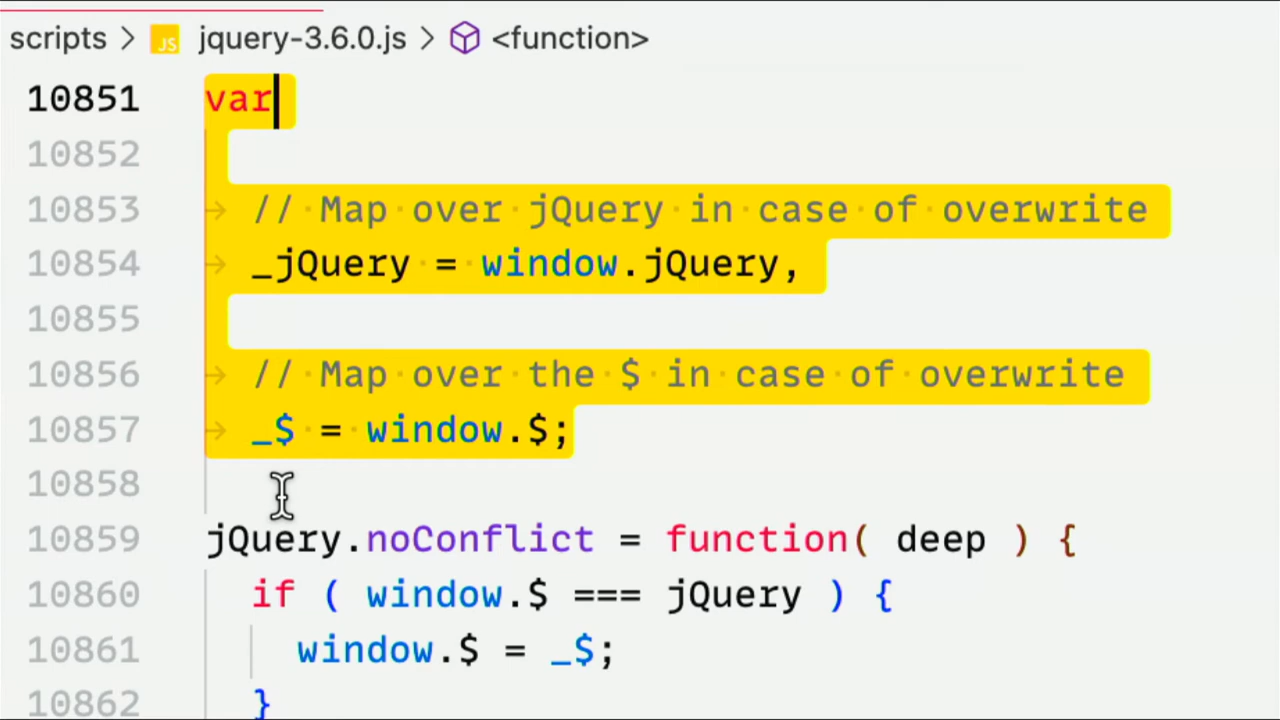 scripts > JS jquery-3.6.0.js > <function>
10851 var
10852
10853 // Map over jQuery in case of overwrite
10854 _jQuery = window.jQuery,
10855
10856 // Map over the $ in case of overwrite
10857 _$ = window.$;
10858
10859 jQuery.noConflict = function( deep ) {
10860 if ( window.$ === jQuery ) {
10861 window.$ = _$;
10862 }